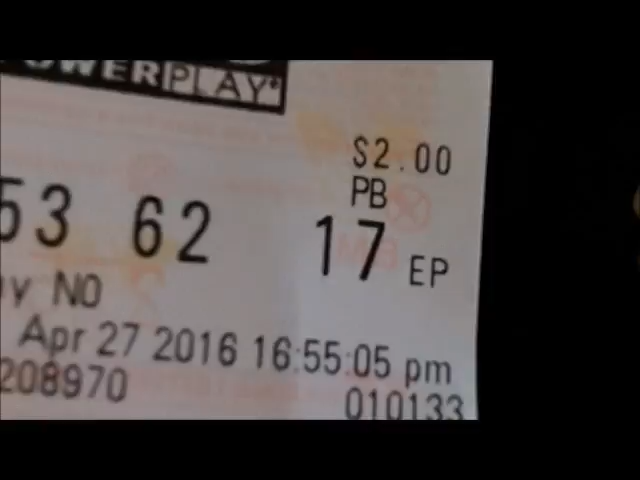 POWERPLAY
$2.00
PB
53 62 17 EP
NO
Apr 27 2016 16:55:05 pm
208970 010133